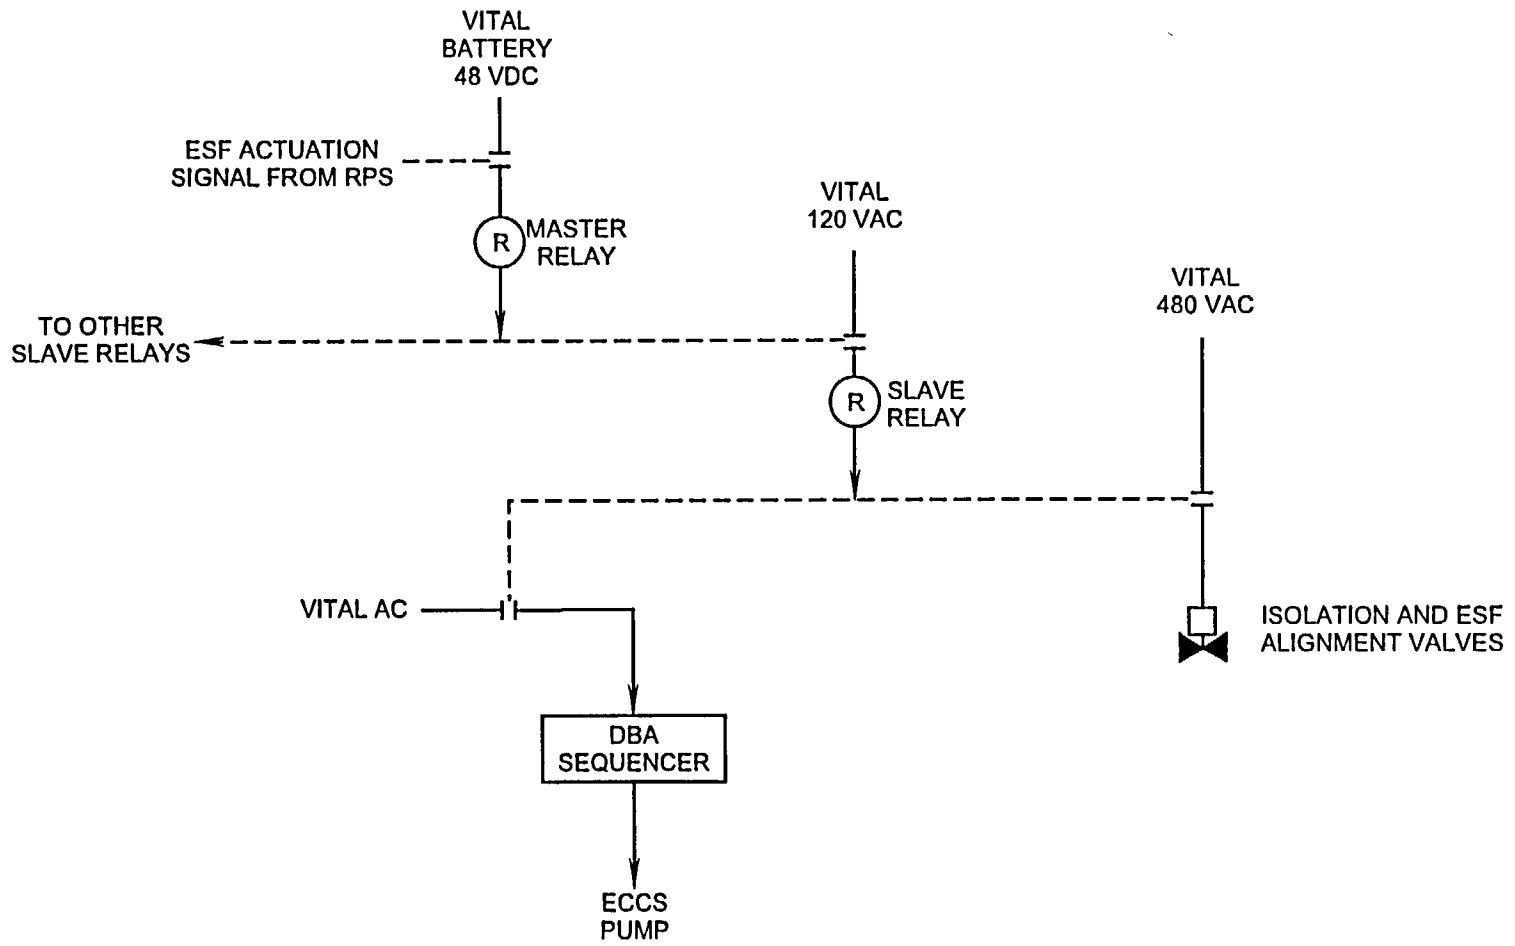 VITAL
BATTERY
48 VDC
ESF ACTUATION
SIGNAL FROM RPS
R
MASTER
RELAY
VITAL
120 VAC
VITAL
480 VAC
TO OTHER
SLAVE RELAYS
R
SLAVE
RELAY
VITAL AC
ISOLATION AND ESF
ALIGNMENT VALVES
DBA
SEQUENCER
ECCS
PUMP